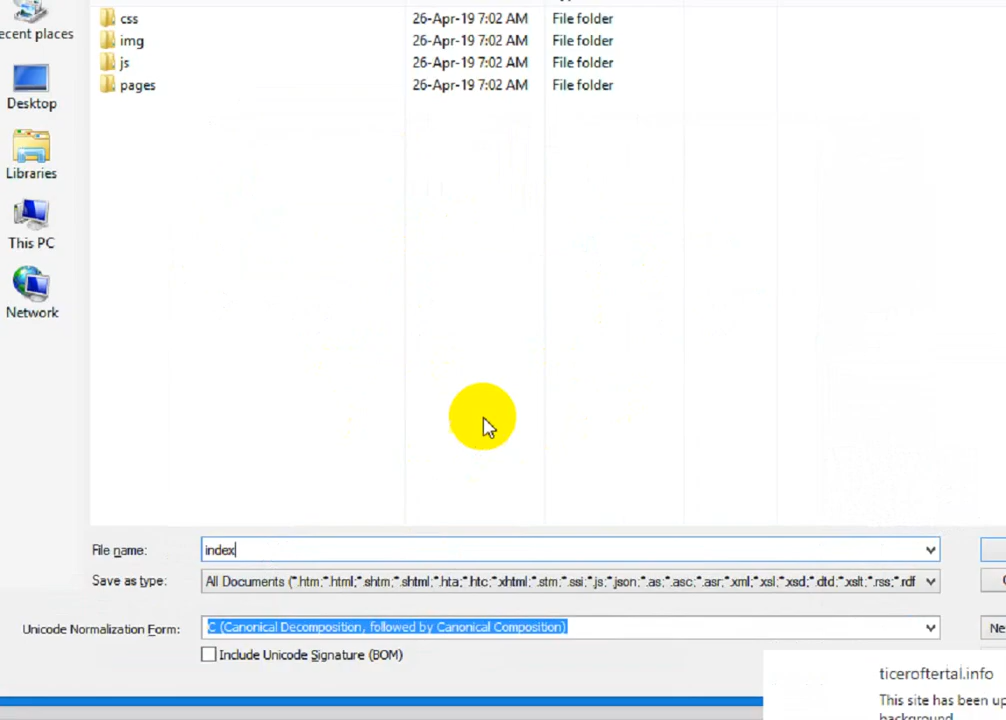 css 26-Apr-19 7:02 AM File folder
ecent places
img 26-Apr-19 7:02 AM File folder
js 26-Apr-19 7:02 AM File folder
pages 26-Apr-19 7:02 AM File folder
Desktop
Libraries
This PC
Network
File name: index
Save as type: All Documents (*.htm;*.html;*.shtm;*.shtml;*.hta;*.htc;*.xhtml;*.stm;*.ssi;*.js;*.json;*.as;*.asc;*.asr;*.xml;*.xsl;*.xsd;*.dtd;*.xslt;*.rss;*.rdf
Unicode Normalization Form: C (Canonical Decomposition, followed by Canonical Composition) Ne
Include Unicode Signature (BOM)
ticeroftertal.info
This site has been up
background